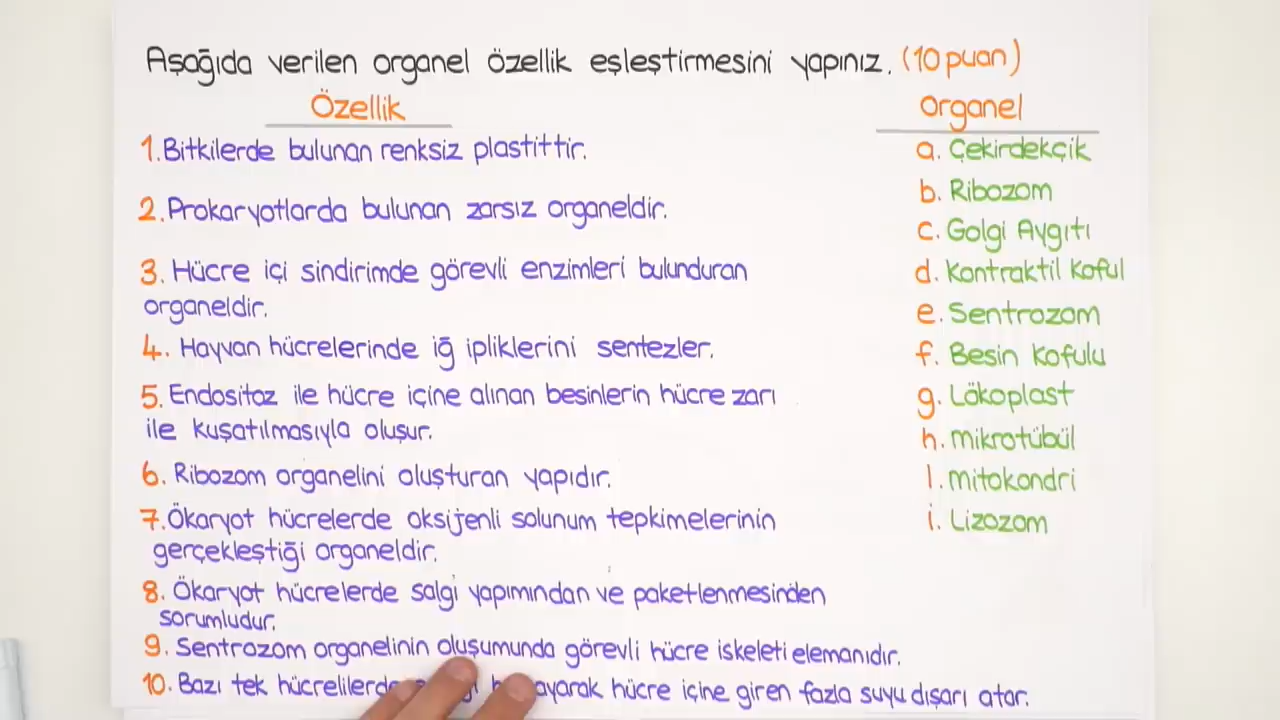 Aşağıda verilen organel özellik eşleştirmesini yapınız. (10 puan)
Özellik
Organel
1. Bitkilerde bulunan renksiz plastittir.
a. Çekirdekçik
b. Ribozom
2. Prokaryotlarda bulunan zarsız organeldir.
c. Golgi Aygıtı
3. Hücre içi sindirimde görevli enzimleri bulunduran
organeldir.
d. Kontraktil Koful
e. Sentrozom
4. Hayvan hücrelerinde iğ ipliklerini sentezler.
f. Besin Kofulu
5. Endositoz ile hücre içine alınan besinlerin hücre zarı
ile kuşatılmasıyla oluşur.
g. Lökoplast
h. mikrotübül
6. Ribozom organelini oluşturan yapıdır.
I. mitokondri
7. Ökaryot hücrelerde oksijenli solunum tepkimelerinin
gerçekleştiği organeldir.
i. Lizozom
8. Ökaryot hücrelerde salgı yapımından ve paketlenmesinden
sorumludur.
9. Sentrozom organelinin oluşumunda görevli hücre iskeleti elemanıdır.
10. Bazı tek hücrelilerde hücre içine giren fazla suyu dışarı atar.